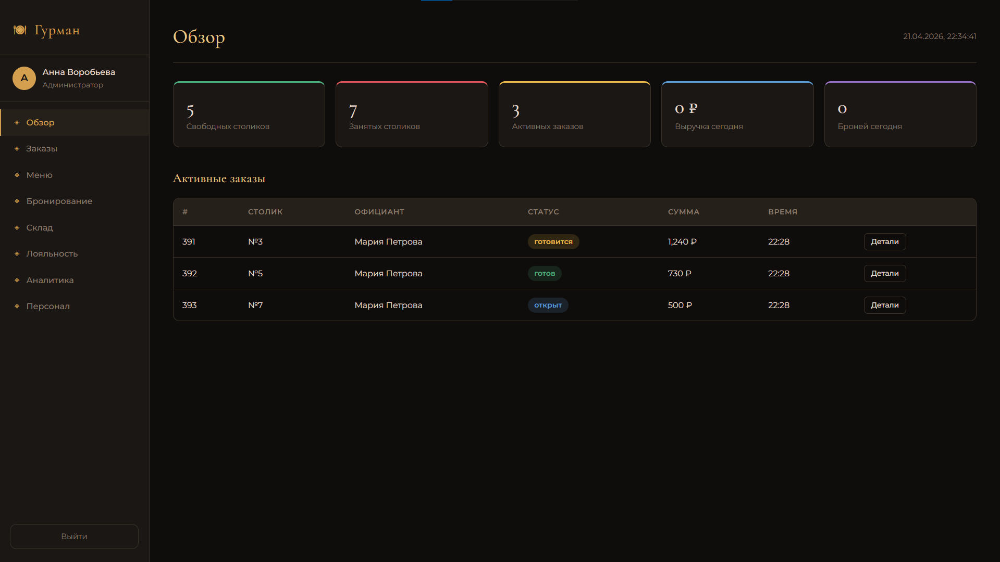 Гурман
Обзор
21.04.2026, 22:34:41
А
Анна Воробьева
Администратор
Обзор
Заказы
Меню
Бронирование
Склад
Лояльность
Аналитика
Персонал
Выйти
5
Свободных столиков
7
Занятых столиков
3
Активных заказов
0 ₽
Выручка сегодня
0
Броней сегодня
Активные заказы
# СТОЛИК ОФИЦИАНТ СТАТУС СУММА ВРЕМЯ
391 №3 Мария Петрова готовится 1,240 ₽ 22:28 Детали
392 №5 Мария Петрова готов 730 ₽ 22:28 Детали
393 №7 Мария Петрова открыт 500 ₽ 22:28 Детали